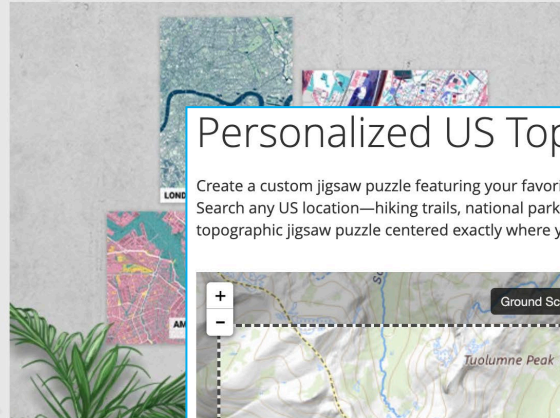 LOND
AM
Personalized US Top
Create a custom jigsaw puzzle featuring your favori
Search any US location—hiking trails, national park
topographic jigsaw puzzle centered exactly where y
+
−
Ground Sc
Tuolumne Peak